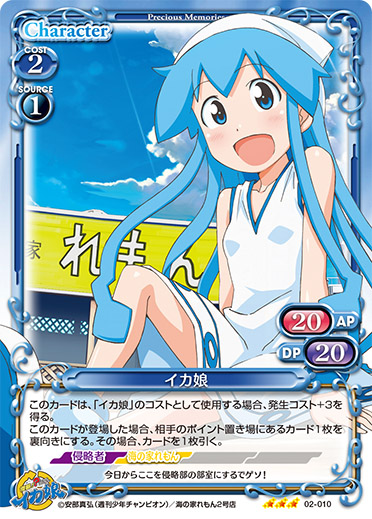 Precious Memories
Character
COST
2
SOURCE
1
家 れもん
20 AP
DP 20
イカ娘
このカードは、「イカ娘」のコストとして使用する場合、発生コスト+3を
得る。
このカードが登場した場合、相手のポイント置き場にあるカード1枚を
裏向きにする。その場合、カードを1枚引く。
侵略者 海の家れもん
今日からここを侵略部の部室にするでゲソ!
イカ娘
©安部真弘(週刊少年チャンピオン)/海の家れもん2号店
02-010